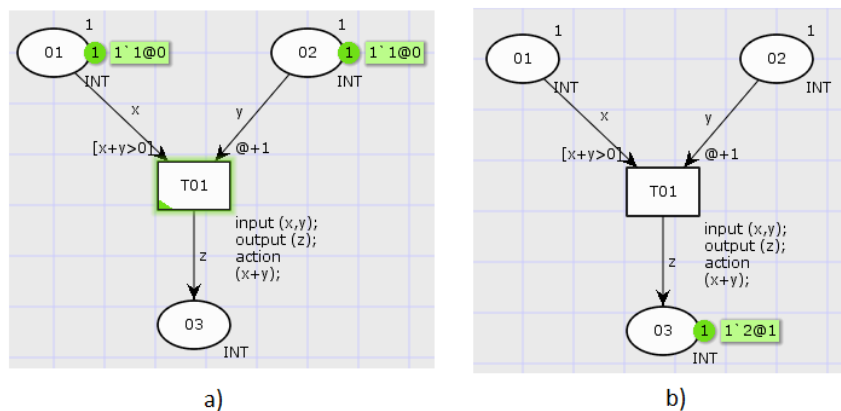 1
1
01 1 1`1@0
02 1 1`1@0
INT
INT
x
y
[x+y>0]
@+1
T01
input (x,y);
output (z);
action
(x+y);
z
03
INT
a)
1
1
01
02
INT
INT
x
y
[x+y>0]
@+1
T01
input (x,y);
output (z);
action
(x+y);
z
03 1 1`2@1
INT
b)